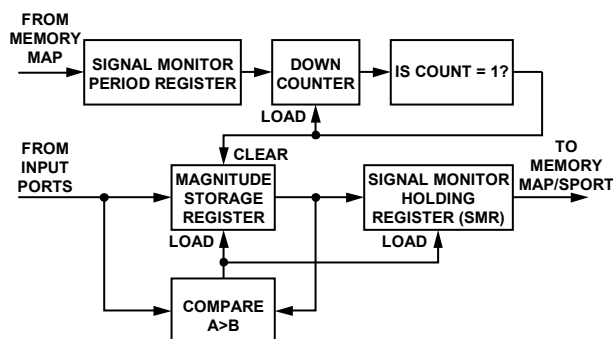 FROM
MEMORY
MAP
SIGNAL MONITOR
PERIOD REGISTER
DOWN
COUNTER
IS COUNT = 1?
LOAD
FROM
INPUT
PORTS
CLEAR
MAGNITUDE
STORAGE
REGISTER
SIGNAL MONITOR
HOLDING
REGISTER (SMR)
TO
MEMORY
MAP/SPORT
LOAD
LOAD
COMPARE
A>B